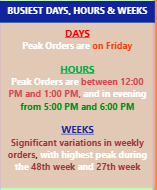 BUSIEST DAYS, HOURS & WEEKS
DAYS
Peak Orders are on Friday
HOURS
Peak Orders are between 12:00
PM and 1:00 PM, and in evening
from 5:00 PM and 6:00 PM
WEEKS
Significant variations in weekly
orders, with highest peak during
the 48th week and 27th week